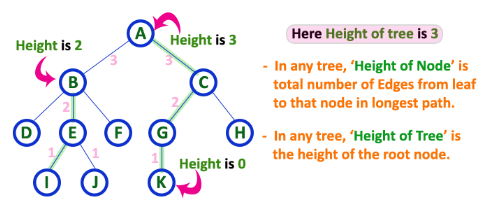 Height is 2
A
Height is 3
3
3
B
C
2
2
D
E
F
G
H
1
1
1
Height is 0
I
J
K
Here Height of tree is 3
- In any tree, 'Height of Node' is
total number of Edges from leaf
to that node in longest path.
- In any tree, 'Height of Tree' is
the height of the root node.